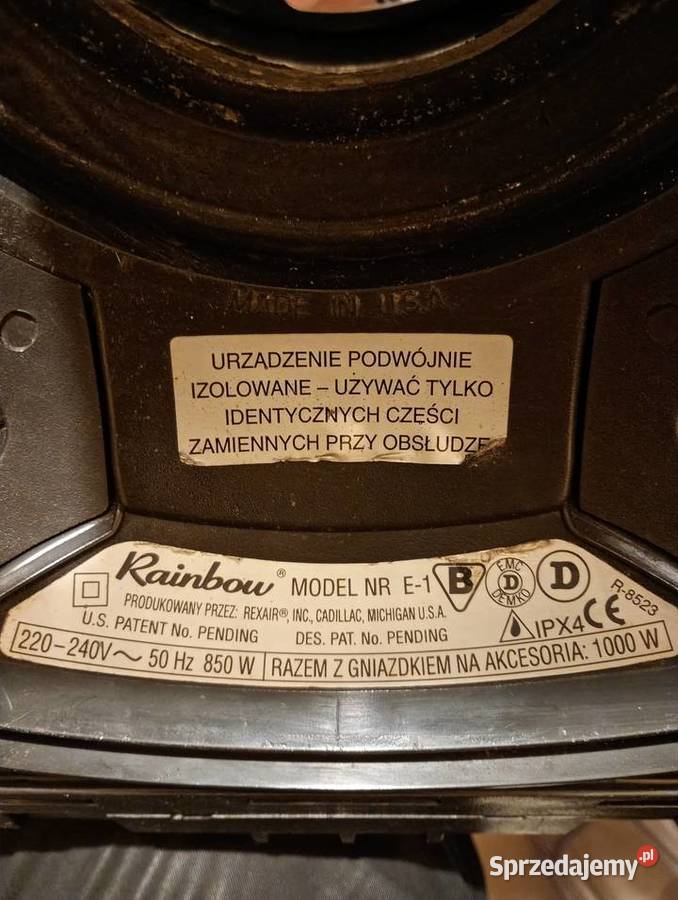 MADE IN U.S.A.
URZĄDZENIE PODWÓJNIE
IZOLOWANE – UZYWAĆ TYLKO
IDENTYCZNYCH CZĘŚCI
ZAMIENNYCH PRZY OBSŁUDZE
Rainbow® MODEL NR E-1 B EMC D DEMKO D R-8523
PRODUKOWANY PRZEZ: REXAIR®, INC., CADILLAC, MICHIGAN U.S.A.
U.S. PATENT No. PENDING DES. PAT. No. PENDING IPX4 CE
220–240V~ 50 Hz 850 W RAZEM Z GNIAZDKIEM NA AKCESORIA: 1000 W
Sprzedajemy.pl